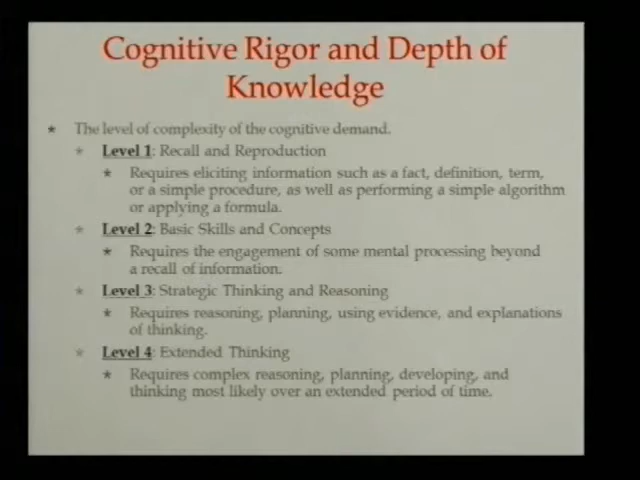 Cognitive Rigor and Depth of
Knowledge
* The level of complexity of the cognitive demand.
* Level 1: Recall and Reproduction
* Requires eliciting information such as a fact, definition, term,
or a simple procedure, as well as performing a simple algorithm
or applying a formula.
* Level 2: Basic Skills and Concepts
* Requires the engagement of some mental processing beyond
a recall of information.
* Level 3: Strategic Thinking and Reasoning
* Requires reasoning, planning, using evidence, and explanations
of thinking.
* Level 4: Extended Thinking
* Requires complex reasoning, planning, developing, and
thinking most likely over an extended period of time.